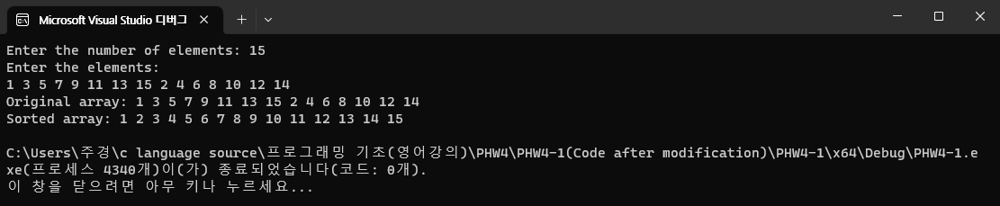 Microsoft Visual Studio 디버그
Enter the number of elements: 15
Enter the elements:
1 3 5 7 9 11 13 15 2 4 6 8 10 12 14
Original array: 1 3 5 7 9 11 13 15 2 4 6 8 10 12 14
Sorted array: 1 2 3 4 5 6 7 8 9 10 11 12 13 14 15
C:\Users\주경\c language source\프로그래밍 기초(영어강의)\PHW4\PHW4-1(Code after modification)\PHW4-1\x64\Debug\PHW4-1.e
xe(프로세스 4340개)이(가) 종료되었습니다(코드: 0개).
이 창을 닫으려면 아무 키나 누르세요...